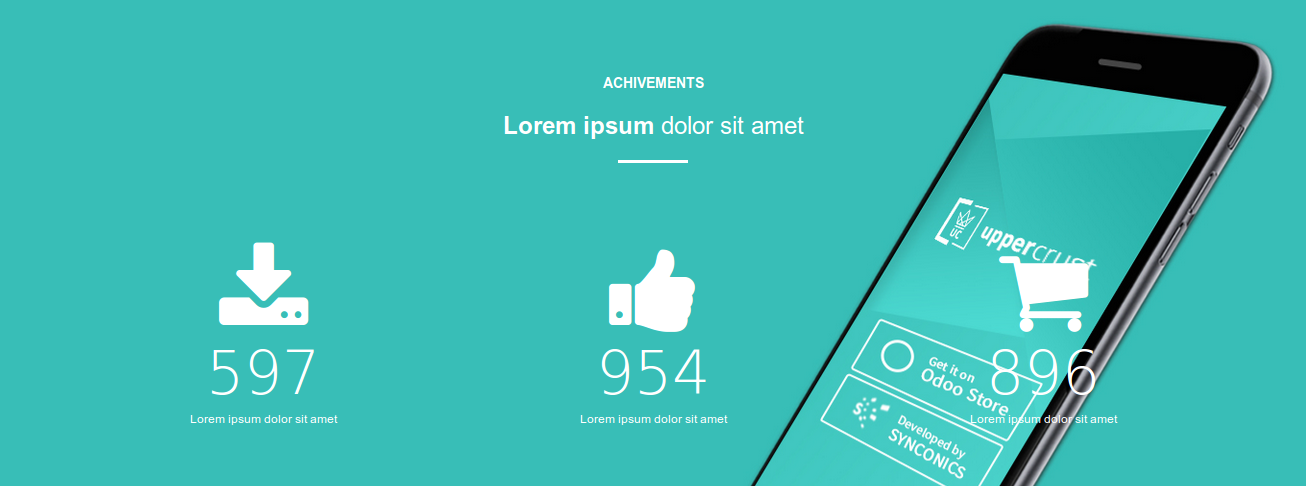 ACHIVEMENTS
Lorem ipsum dolor sit amet
UC
uppercrust
597
954
896
Lorem ipsum dolor sit amet
Lorem ipsum dolor sit amet
Lorem ipsum dolor sit amet
Get it on
Odoo Store
S
Developed by
SYNCONICS